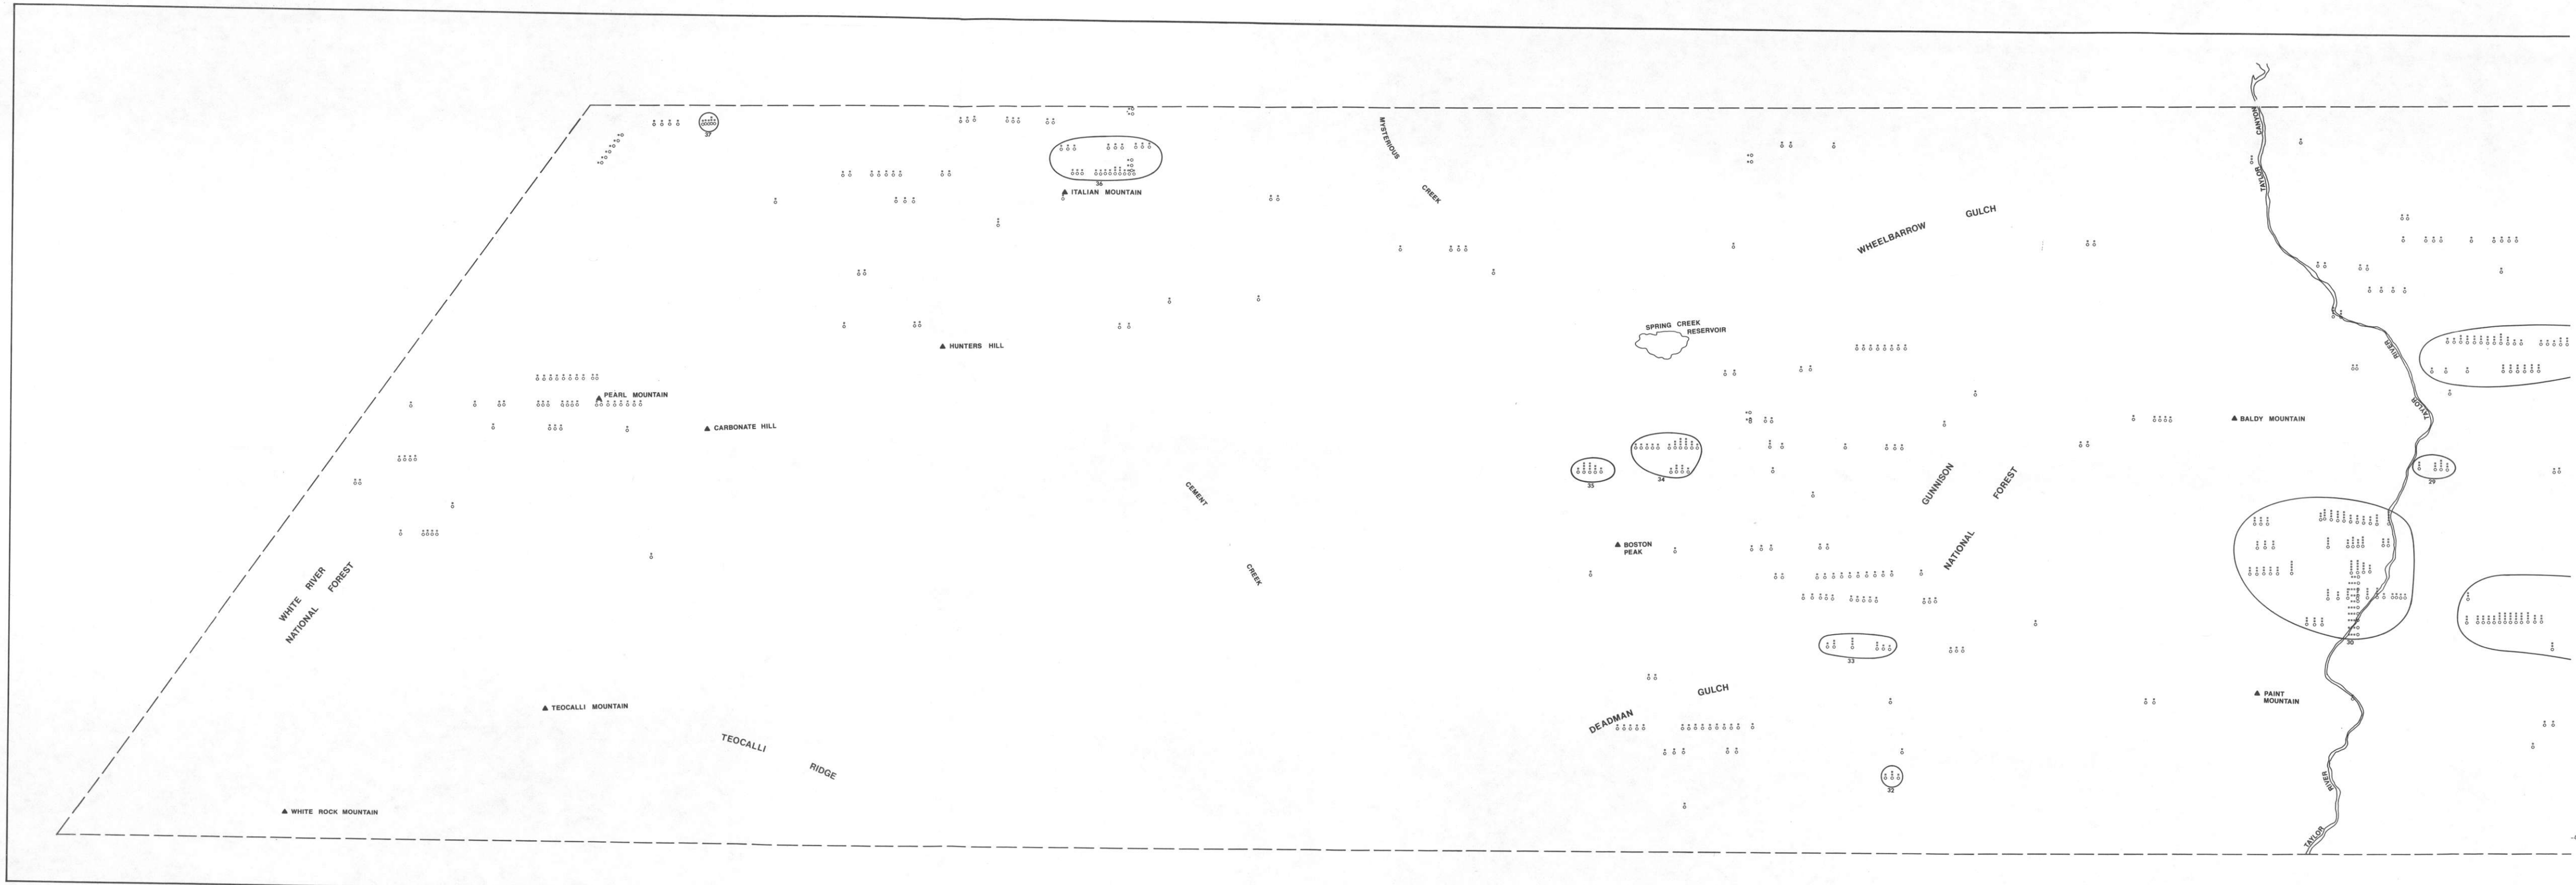 37
36
ITALIAN MOUNTAIN
MYSTERIOUS
CREEK
TAYLOR CANYON
WHEELBARROW GULCH
SPRING CREEK
RESERVOIR
HUNTERS HILL
RIVER
PEARL MOUNTAIN
TAYLOR
CARBONATE HILL
BALDY MOUNTAIN
35
34
29
GUNNISON
FOREST
NATIONAL
CEMENT
CREEK
BOSTON
PEAK
WHITE RIVER
NATIONAL FOREST
30
33
PAINT
MOUNTAIN
GULCH
DEADMAN
TEOCALLI MOUNTAIN
TEOCALLI
RIDGE
32
RIVER
WHITE ROCK MOUNTAIN
TAYLOR